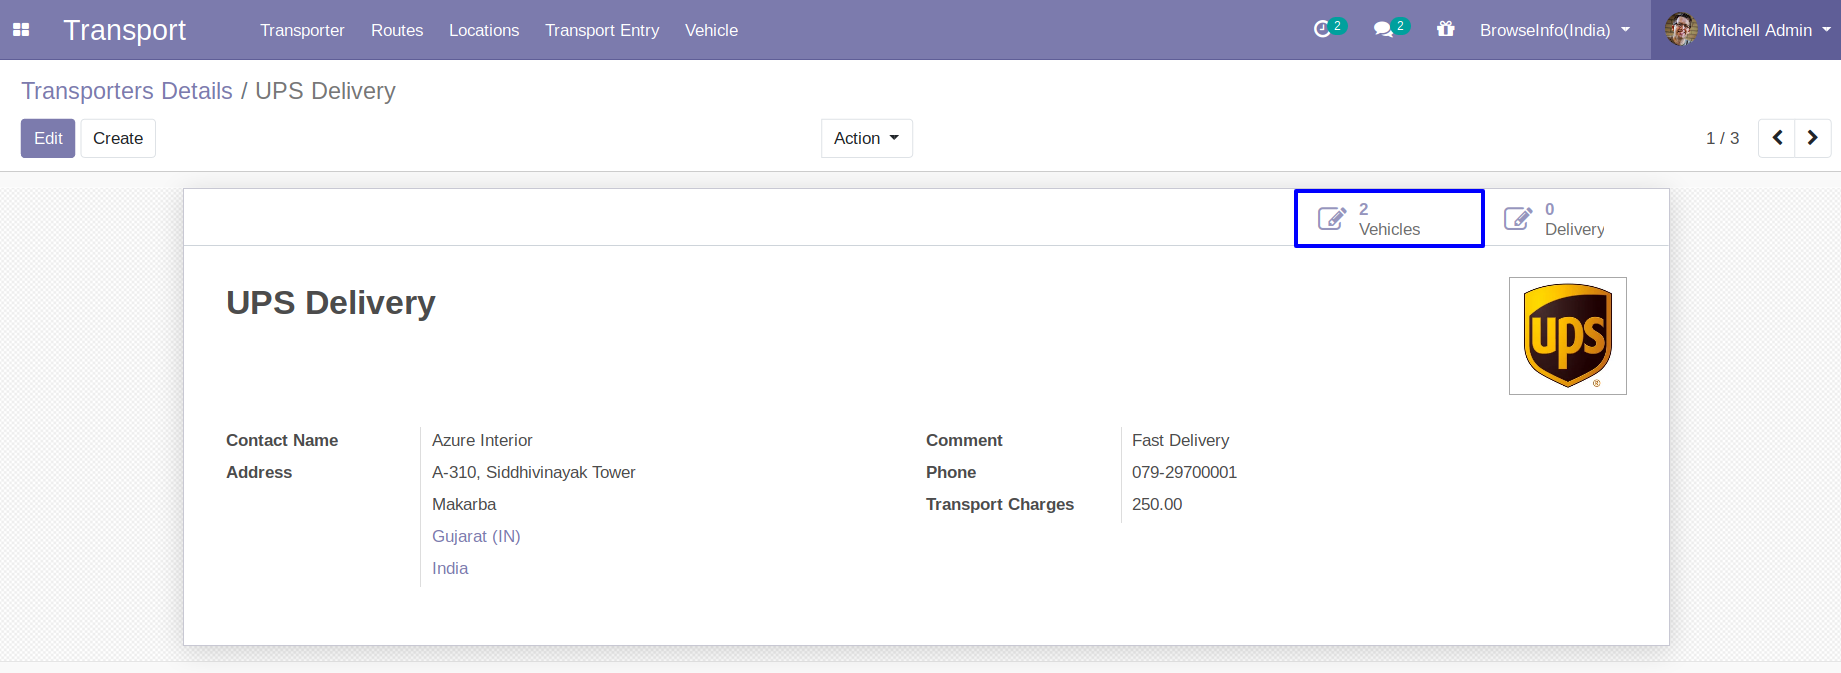 Transport Transporter Routes Locations Transport Entry Vehicle 2 2 BrowseInfo(India) Mitchell Admin
Transporters Details / UPS Delivery
Edit Create Action 1 / 3
2
Vehicles
0
Delivery
UPS Delivery
ups
®
Contact Name Azure Interior
Address A-310, Siddhivinayak Tower
Makarba
Gujarat (IN)
India
Comment Fast Delivery
Phone 079-29700001
Transport Charges 250.00